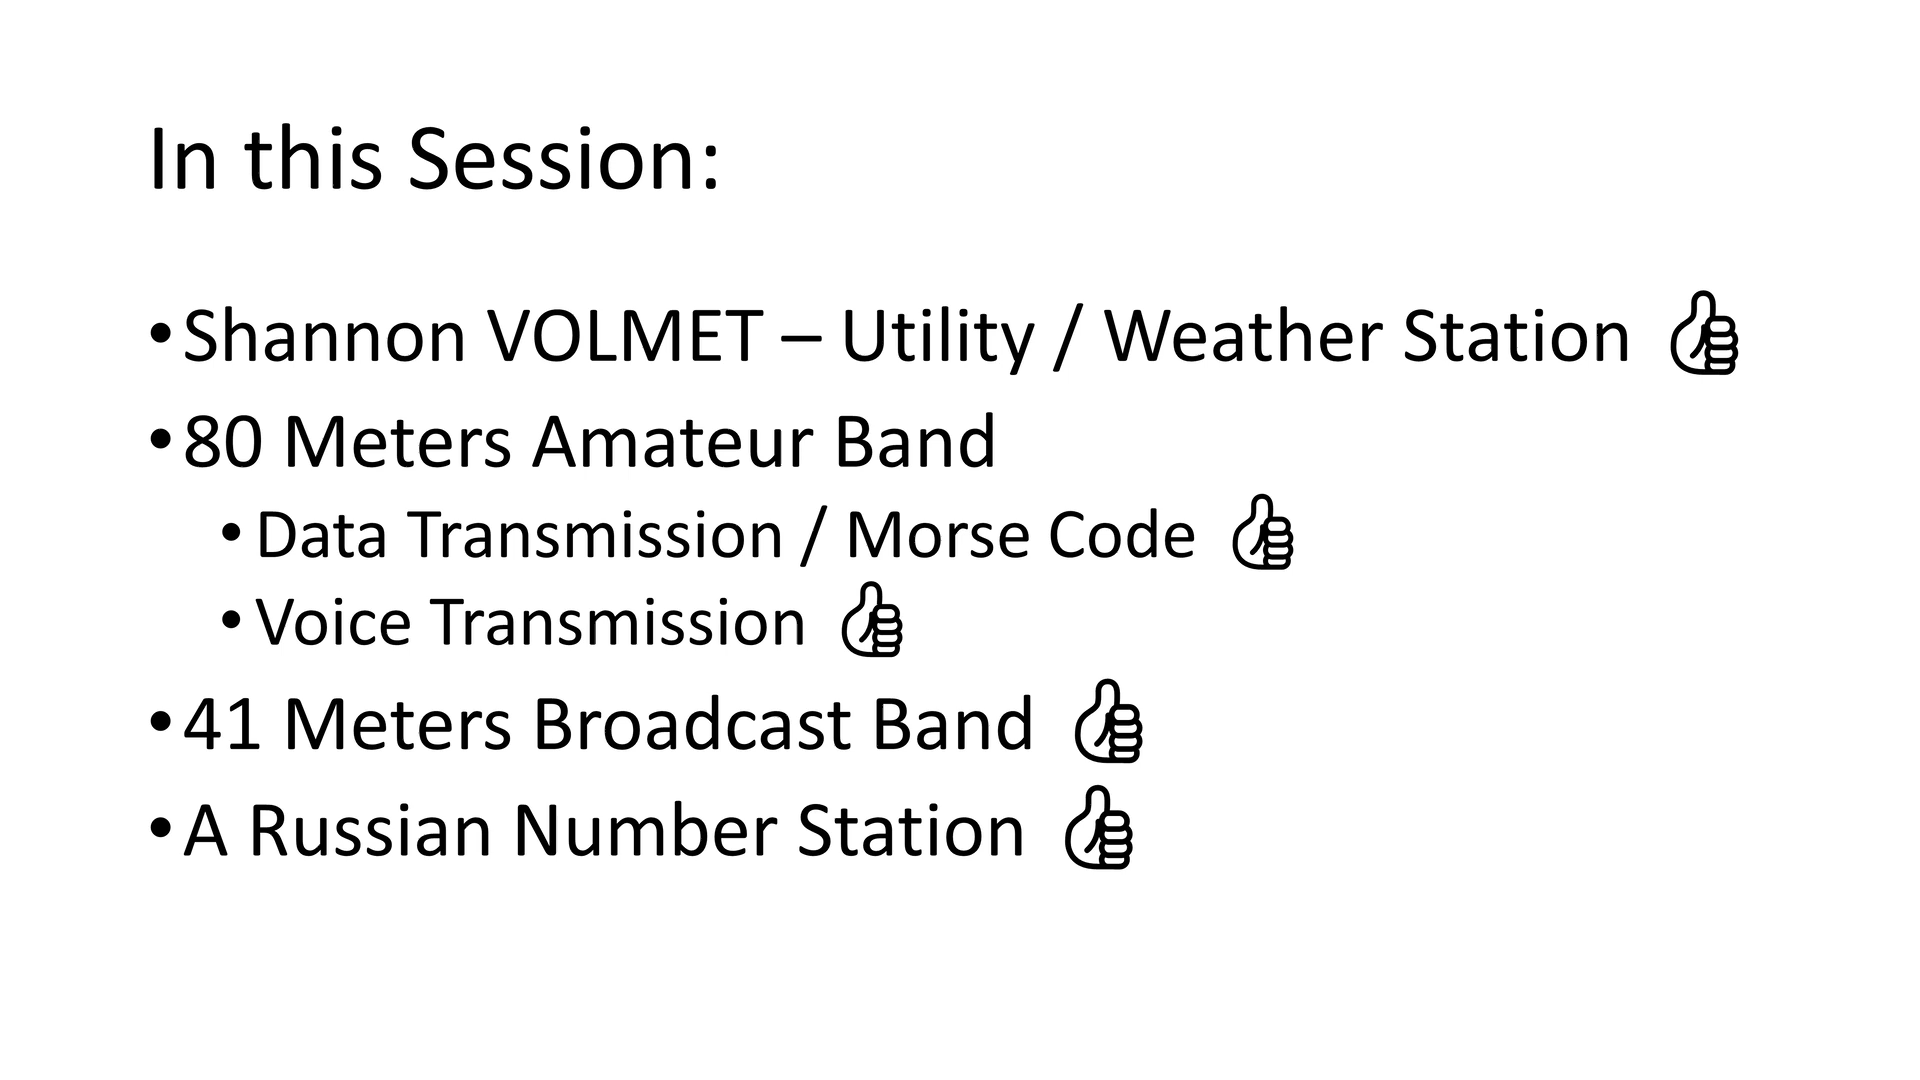 In this Session:
•Shannon VOLMET – Utility / Weather Station 👍
•80 Meters Amateur Band
•Data Transmission / Morse Code 👍
•Voice Transmission 👍
•41 Meters Broadcast Band 👍
•A Russian Number Station 👍